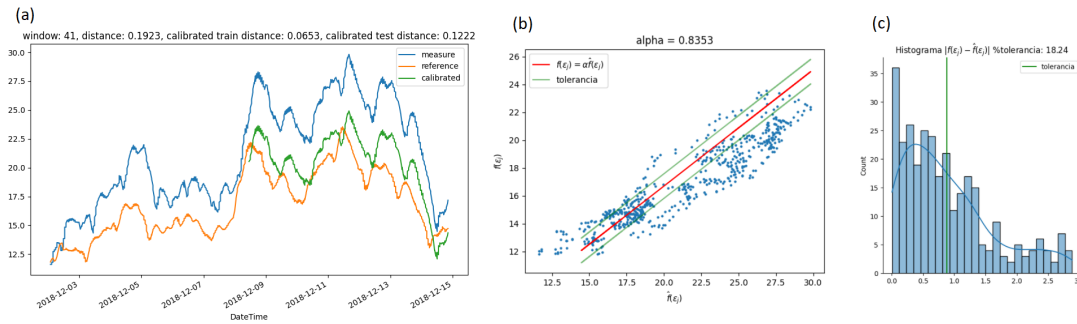 (a)
window: 41, distance: 0.1923, calibrated train distance: 0.0653, calibrated test distance: 0.1222
measure
reference
calibrated
30.0
27.5
25.0
22.5
20.0
17.5
15.0
12.5
2018-12-03
2018-12-05
2018-12-07
2018-12-09
2018-12-11
2018-12-13
2018-12-15
DateTime
(b)
alpha = 0.8353
f(εⱼ) = αf̂(εⱼ)
tolerancia
f(εⱼ)
26
24
22
20
18
16
14
12
12.5
15.0
17.5
20.0
22.5
25.0
27.5
30.0
f̂(εⱼ)
(c)
Histograma |f(εⱼ) − f̂(εⱼ)| %tolerancia: 18.24
tolerancia
Count
35
30
25
20
15
10
5
0
0.0
0.5
1.0
1.5
2.0
2.5